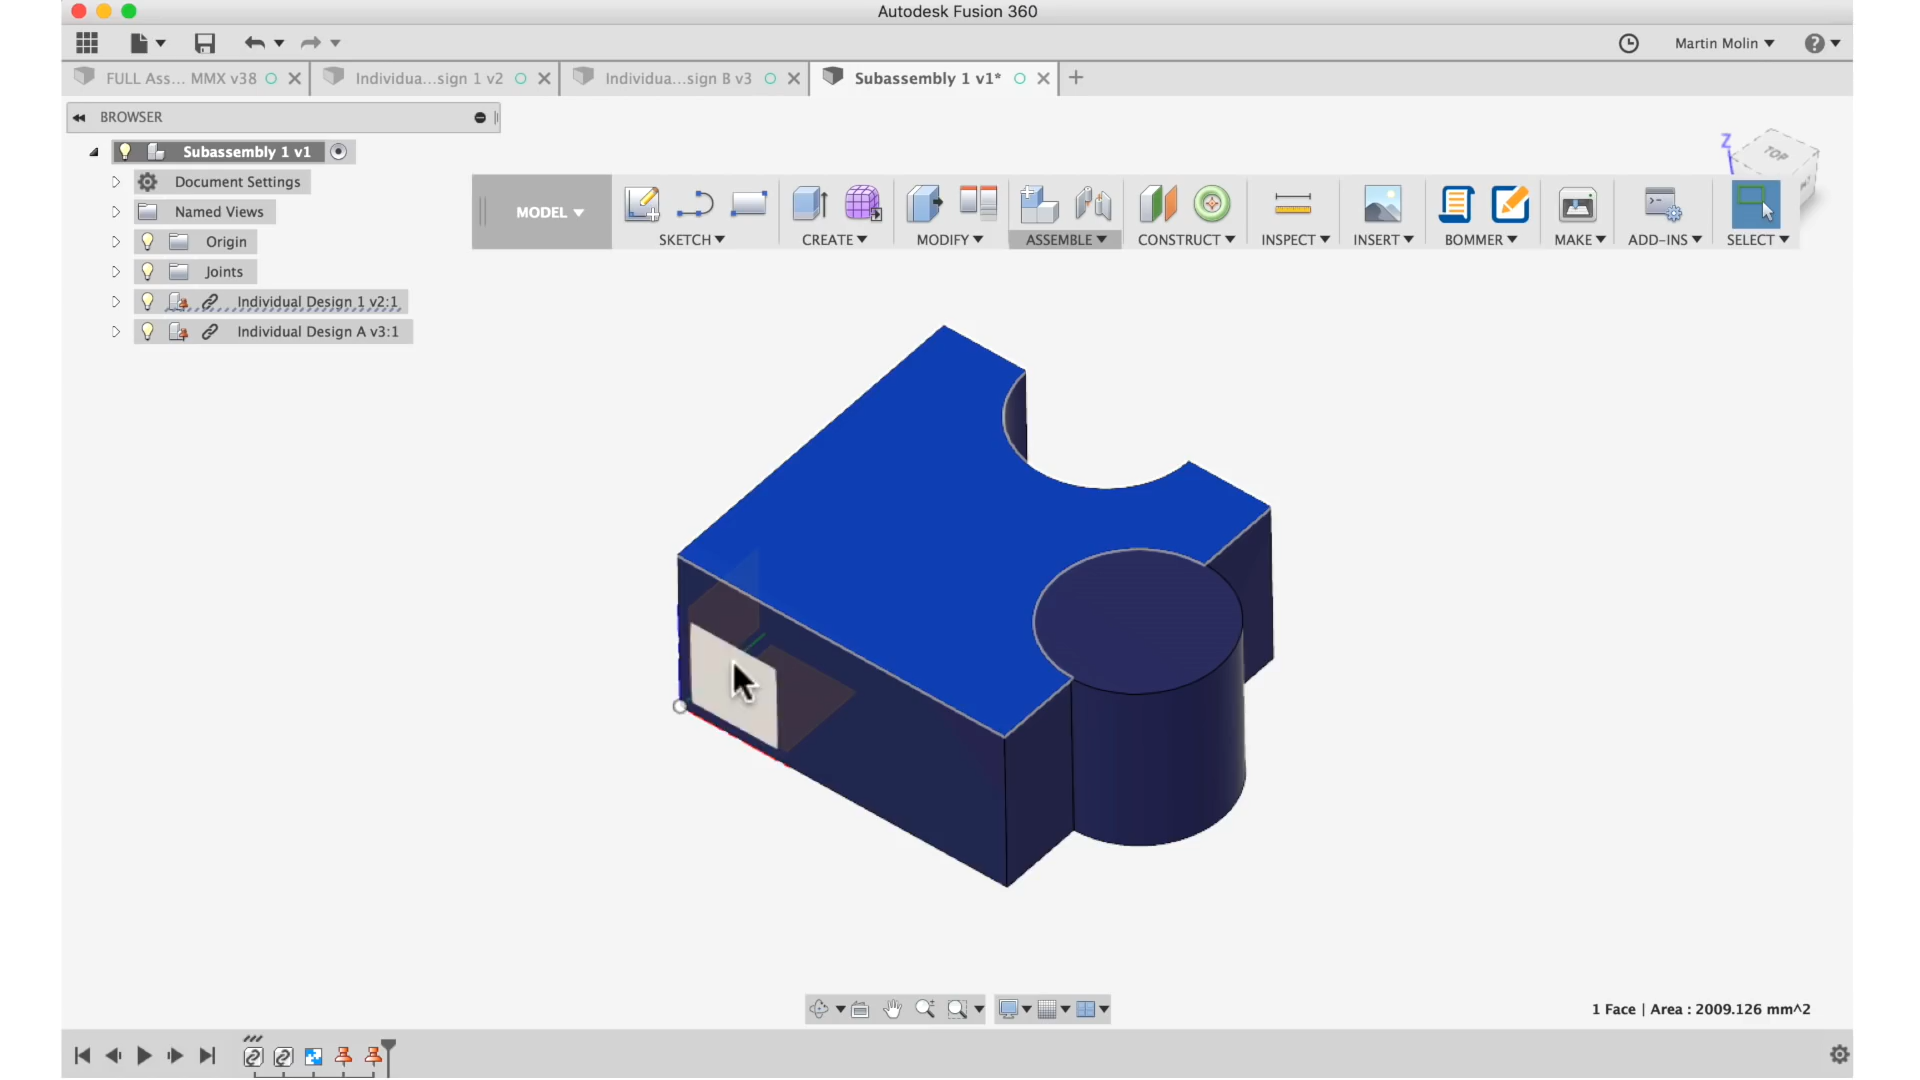 Autodesk Fusion 360
Martin Molin
FULL Ass... MMX v38
Individua...sign 1 v2
Individua...sign B v3
Subassembly 1 v1*
BROWSER
Subassembly 1 v1
Document Settings
Named Views
Origin
Joints
Individual Design 1 v2:1
Individual Design A v3:1
Z
TOP
MODEL
SKETCH
CREATE
MODIFY
ASSEMBLE
CONSTRUCT
INSPECT
INSERT
BOMMER
MAKE
ADD-INS
SELECT
1 Face | Area : 2009.126 mm^2